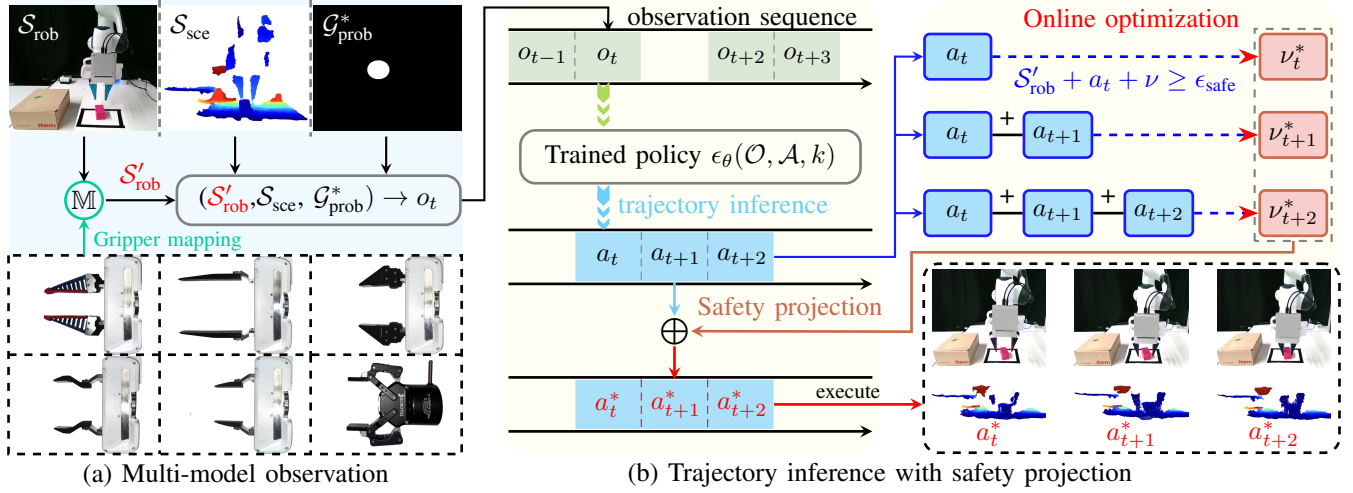 𝒮_rob
𝒮_sce
𝒢*_prob
𝒮′_rob
𝕄
(𝒮′_rob,𝒮_sce, 𝒢*_prob) → o_t
Gripper mapping
(a) Multi-model observation
observation sequence
o_{t−1} o_t o_{t+2} o_{t+3}
Trained policy ϵ_θ(𝒪, 𝒜, k)
trajectory inference
a_t a_{t+1} a_{t+2}
Safety projection
⊕
a*_t a*_{t+1} a*_{t+2}
execute
Online optimization
a_t ν*_t
𝒮′_rob + a_t + ν ≥ ϵ_safe
a_t + a_{t+1} ν*_{t+1}
a_t + a_{t+1} + a_{t+2} ν*_{t+2}
a*_t a*_{t+1} a*_{t+2}
(b) Trajectory inference with safety projection